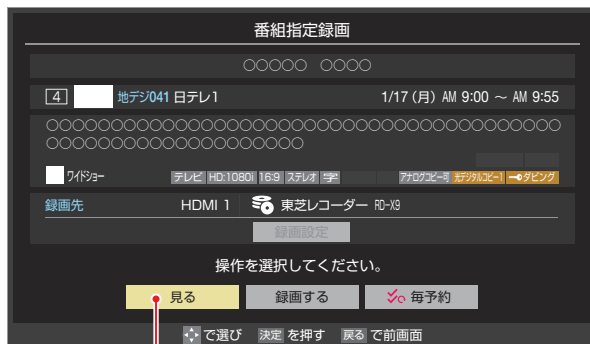 番組指定録画
○○○○○ ○○○○
4 地デジ041 日テレ1 1/17 (月) AM 9:00 ～ AM 9:55
○○○○○○○○○○○○○○○○○○○○○○○○○○○○○○
○○○○○○○○○○○○○○○
ワイドショー テレビ HD:1080i 16:9 ステレオ 字 アナログコピー可 光デジタルコピー1 ダビング
録画先 HDMI 1 東芝レコーダー RD-X9
録画設定
操作を選択してください。
見る 録画する 毎予約
で選び 決定 を押す 戻る で前画面